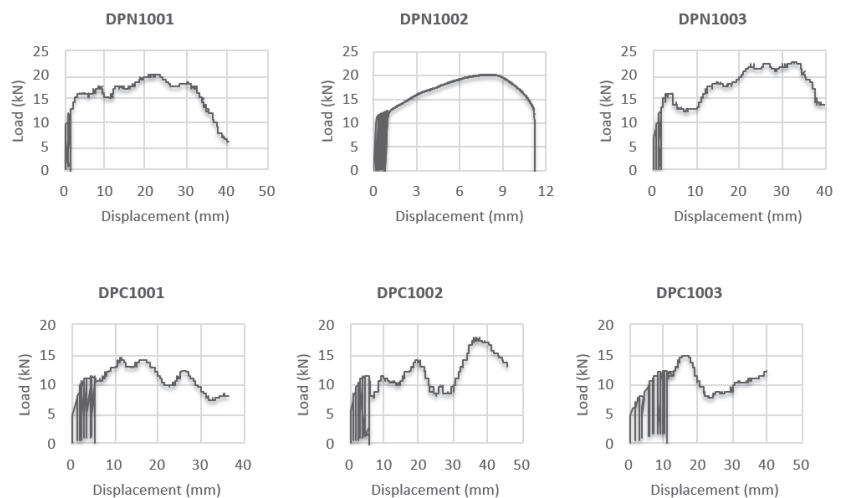 DPN1001
25
20
15
10
5
0
Load (kN)
0 10 20 30 40 50
Displacement (mm)
DPN1002
25
20
15
10
5
0
Load (kN)
0 3 6 9 12
Displacement (mm)
DPN1003
25
20
15
10
5
0
Load (kN)
0 10 20 30 40
Displacement (mm)
DPC1001
20
15
10
5
0
Load (kN)
0 10 20 30 40
Displacement (mm)
DPC1002
20
15
10
5
0
Load (kN)
0 10 20 30 40 50
Displacement (mm)
DPC1003
20
15
10
5
0
Load (kN)
0 10 20 30 40 50
Displacement (mm)